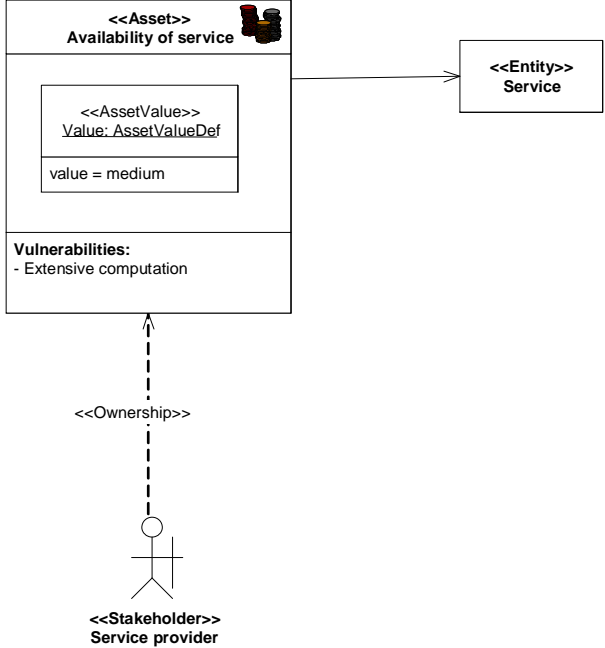 <<Asset>>
Availability of service
<<AssetValue>>
Value: AssetValueDef
value = medium
Vulnerabilities:
- Extensive computation
<<Entity>>
Service
<<Ownership>>
<<Stakeholder>>
Service provider